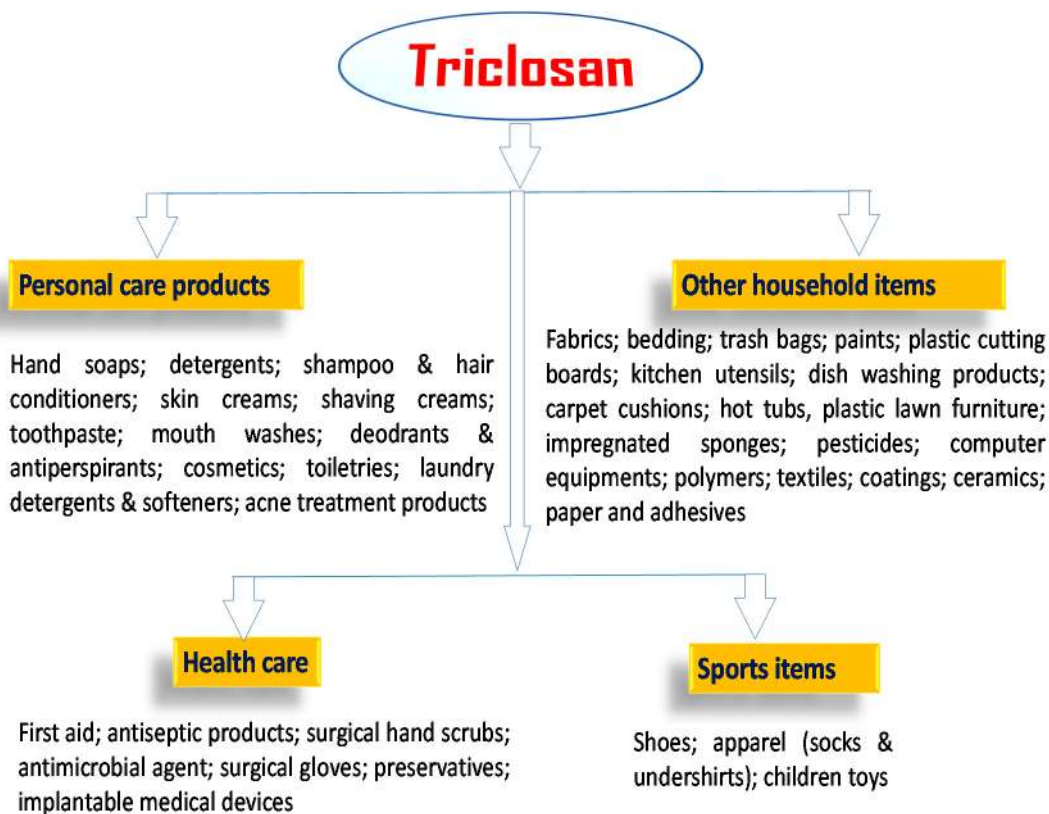 Triclosan
Personal care products
Hand soaps; detergents; shampoo & hair
conditioners; skin creams; shaving creams;
toothpaste; mouth washes; deodrants &
antiperspirants; cosmetics; toiletries; laundry
detergents & softeners; acne treatment products
Other household items
Fabrics; bedding; trash bags; paints; plastic cutting
boards; kitchen utensils; dish washing products;
carpet cushions; hot tubs, plastic lawn furniture;
impregnated sponges; pesticides; computer
equipments; polymers; textiles; coatings; ceramics;
paper and adhesives
Health care
First aid; antiseptic products; surgical hand scrubs;
antimicrobial agent; surgical gloves; preservatives;
implantable medical devices
Sports items
Shoes; apparel (socks &
undershirts); children toys